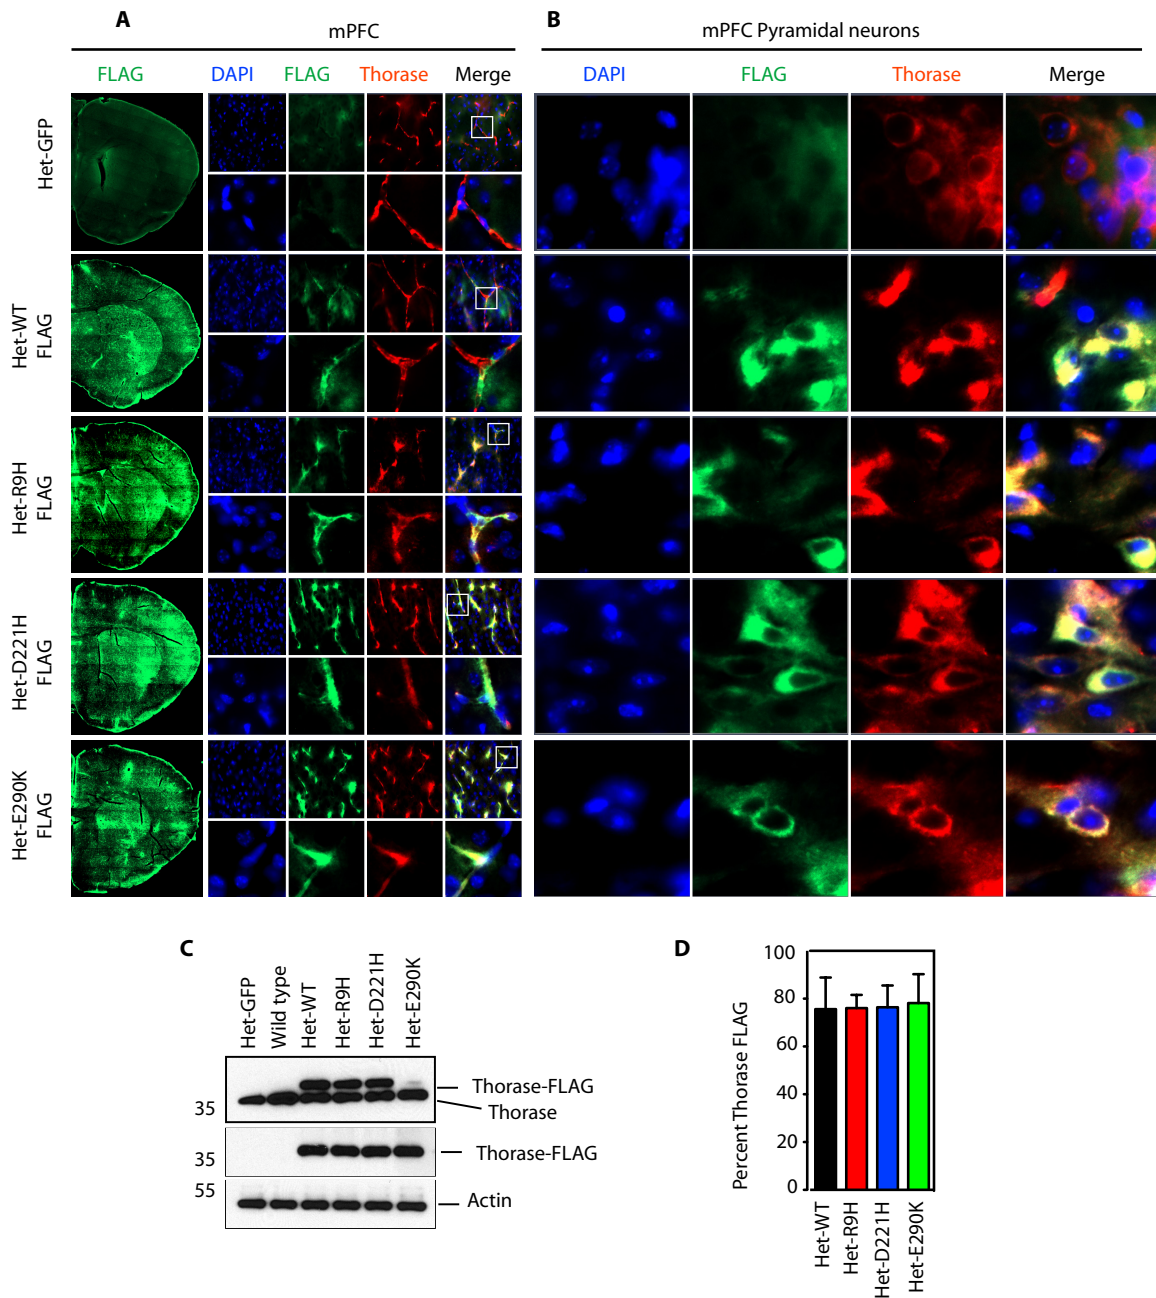 A
B
mPFC
mPFC Pyramidal neurons
FLAG
DAPI
FLAG
Thorase
Merge
DAPI
FLAG
Thorase
Merge
Het-GFP
Het-WT
FLAG
Het-R9H
FLAG
Het-D221H
FLAG
Het-E290K
FLAG
C
Het-GFP
Wild type
Het-WT
Het-R9H
Het-D221H
Het-E290K
Thorase-FLAG
35
Thorase
35
Thorase-FLAG
55
Actin
D
Percent Thorase FLAG
100
80
60
40
20
0
Het-WT
Het-R9H
Het-D221H
Het-E290K